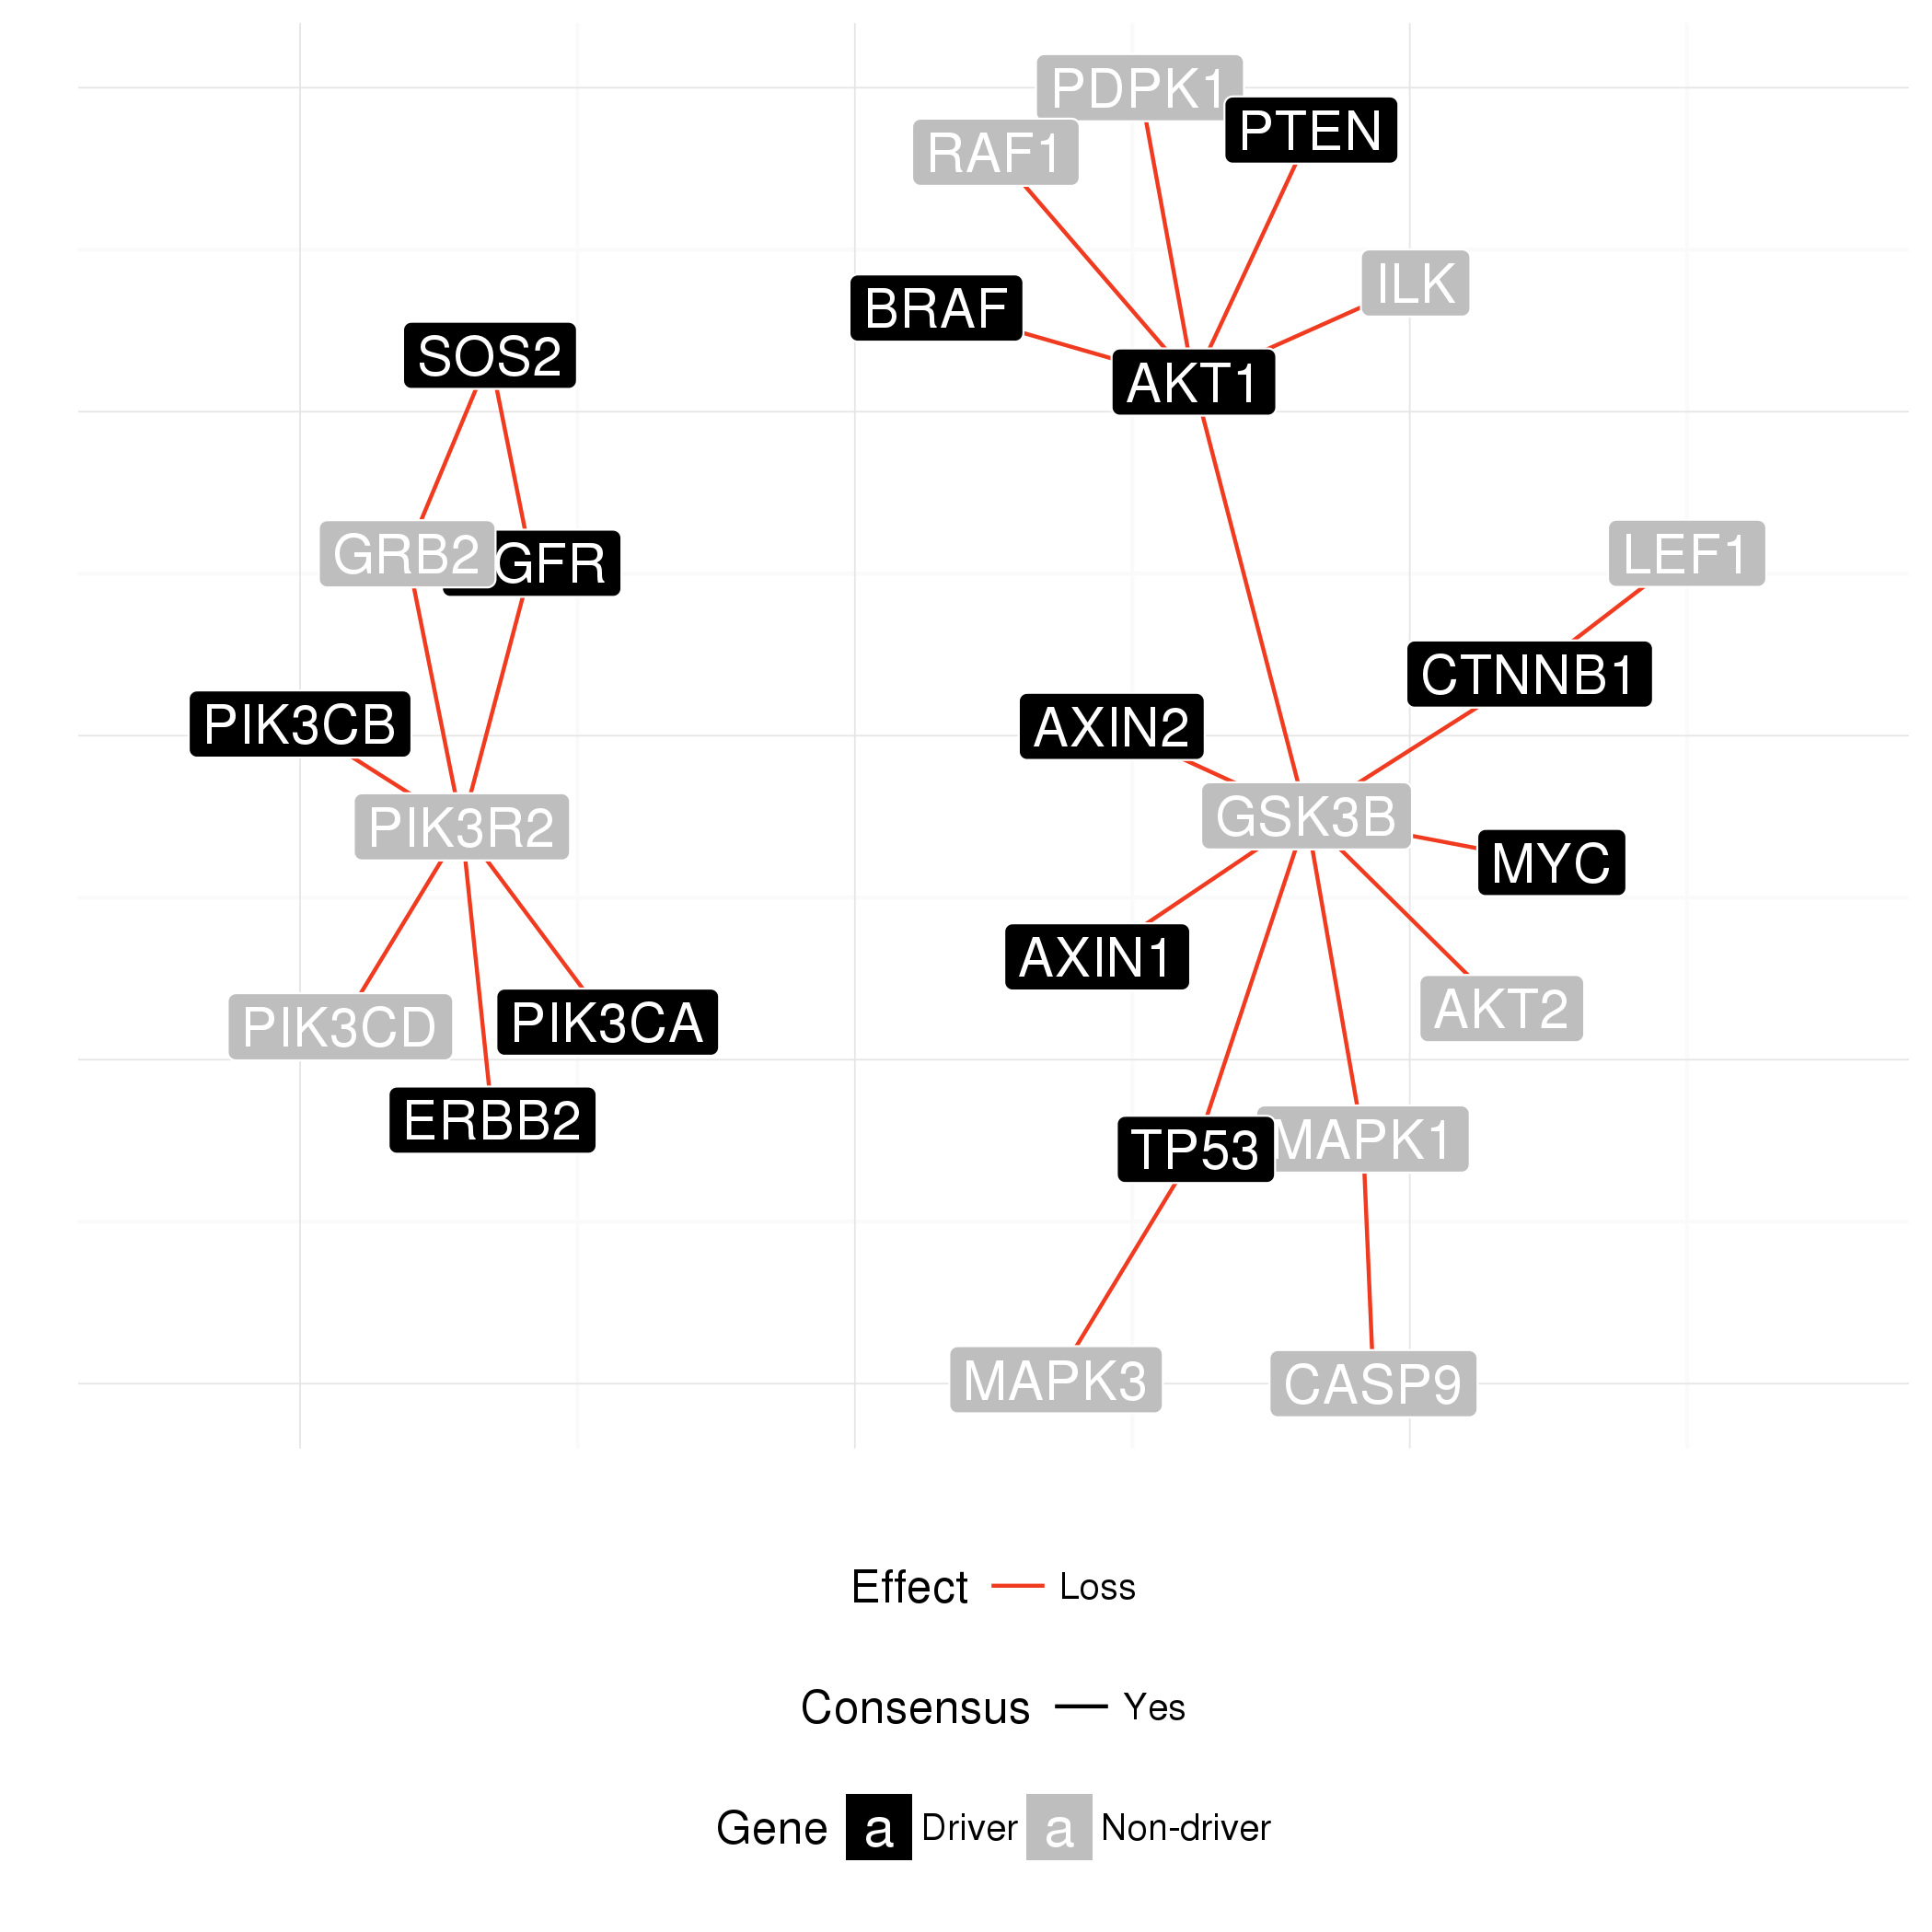 PDPK1
PTEN
RAF1
ILK
BRAF
SOS2
AKT1
GRB2
GFR
LEF1
CTNNB1
PIK3CB
AXIN2
GSK3B
PIK3R2
MYC
AXIN1
AKT2
PIK3CA
PIK3CD
ERBB2
MAPK1
TP53
MAPK3
CASP9
Effect Loss
Consensus Yes
Gene a Driver a Non-driver